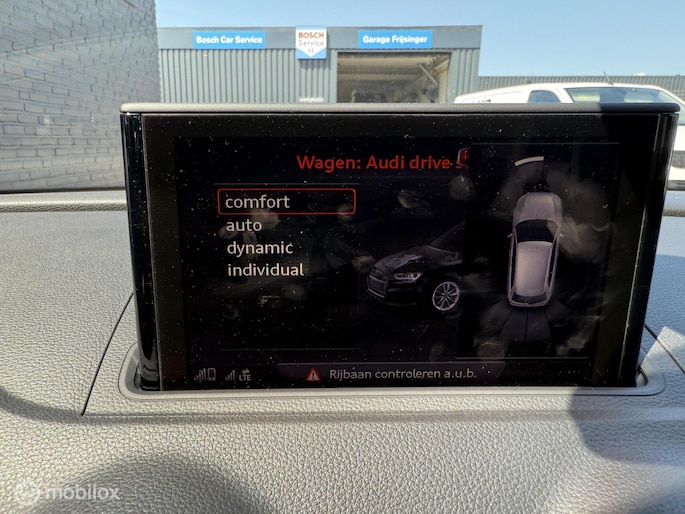 Bosch Car Service
BOSCH
Service
Garage Frijsinger
Wagen: Audi drive s
comfort
auto
dynamic
individual
LTE
Rijbaan controleren a.u.b.
mobilox